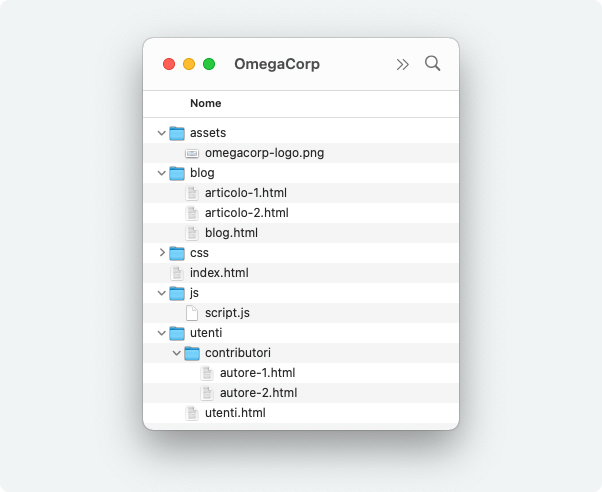 OmegaCorp
Nome
assets
omegacorp-logo.png
blog
articolo-1.html
articolo-2.html
blog.html
css
index.html
js
script.js
utenti
contributori
autore-1.html
autore-2.html
utenti.html